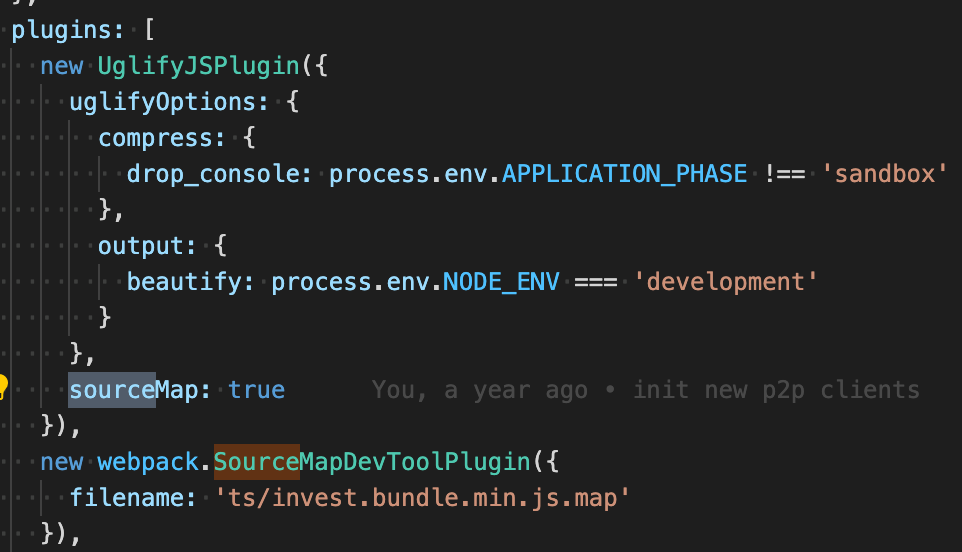 },
plugins: [
new UglifyJSPlugin({
uglifyOptions: {
compress: {
drop_console: process.env.APPLICATION_PHASE !== 'sandbox'
},
output: {
beautify: process.env.NODE_ENV === 'development'
}
},
sourceMap: true You, a year ago • init new p2p clients
}),
new webpack.SourceMapDevToolPlugin({
filename: 'ts/invest.bundle.min.js.map'
}),